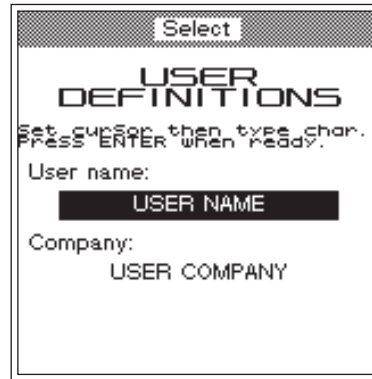 Select
USER
DEFINITIONS
Set cursor then type char.
Press ENTER when ready.
User name:
USER NAME
Company:
USER COMPANY